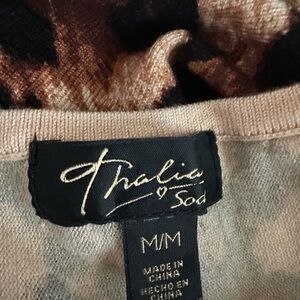 Thalia
Sod
M/M
MADE IN
CHINA
HECHO EN
CHINA